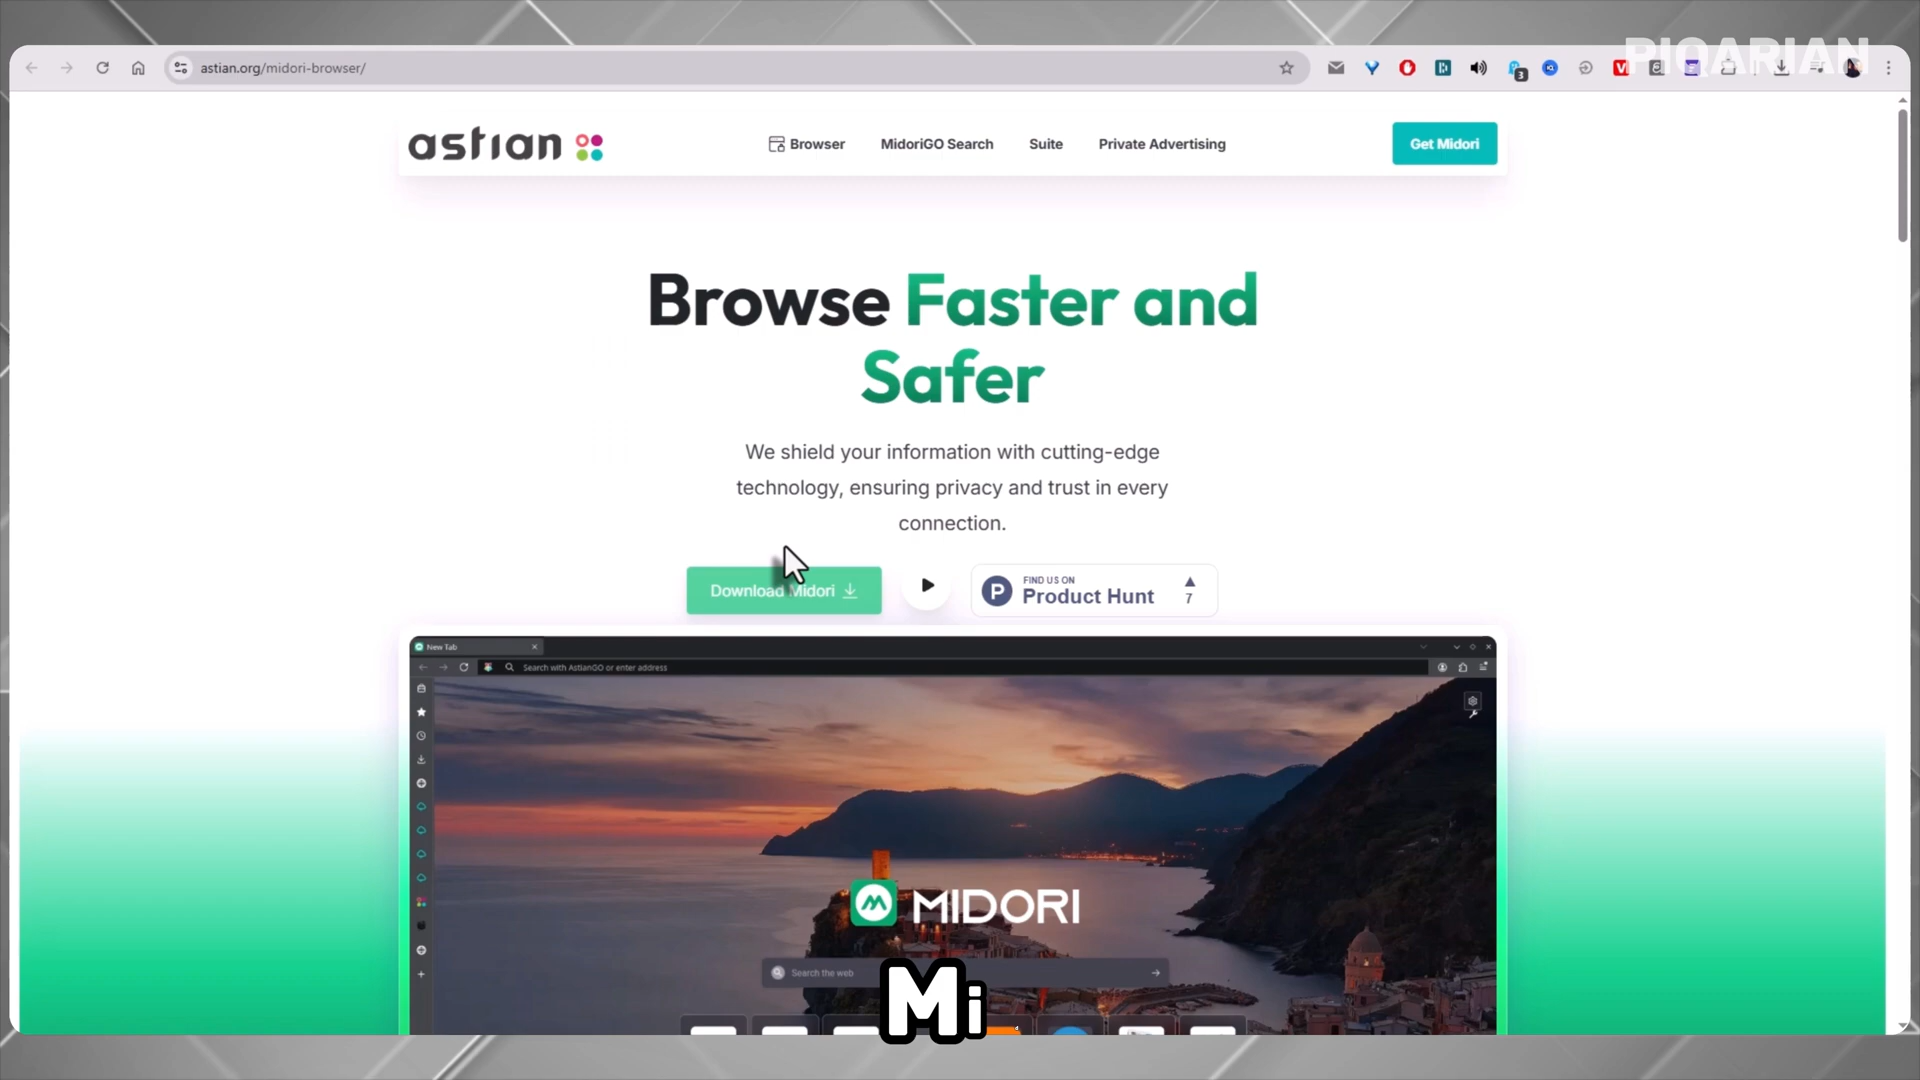 PIQARIAN
astian.org/midori-browser/
3
astian
Browser
MidoriGO Search
Suite
Private Advertising
Get Midori
Browse Faster and
Safer
We shield your information with cutting-edge
technology, ensuring privacy and trust in every
connection.
Download Midori
P
FIND US ON
Product Hunt
7
New Tab
Search with AstianGO or enter address
MIDORI
Search the web
Mi